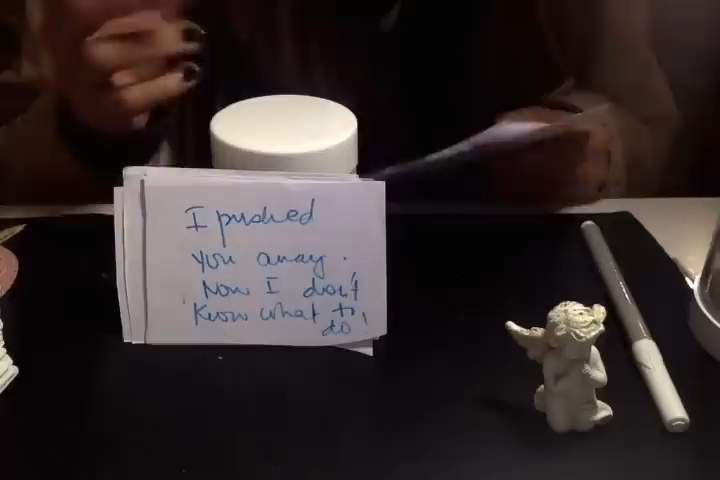 I pushed
you away.
Now I don't
know what to
do!